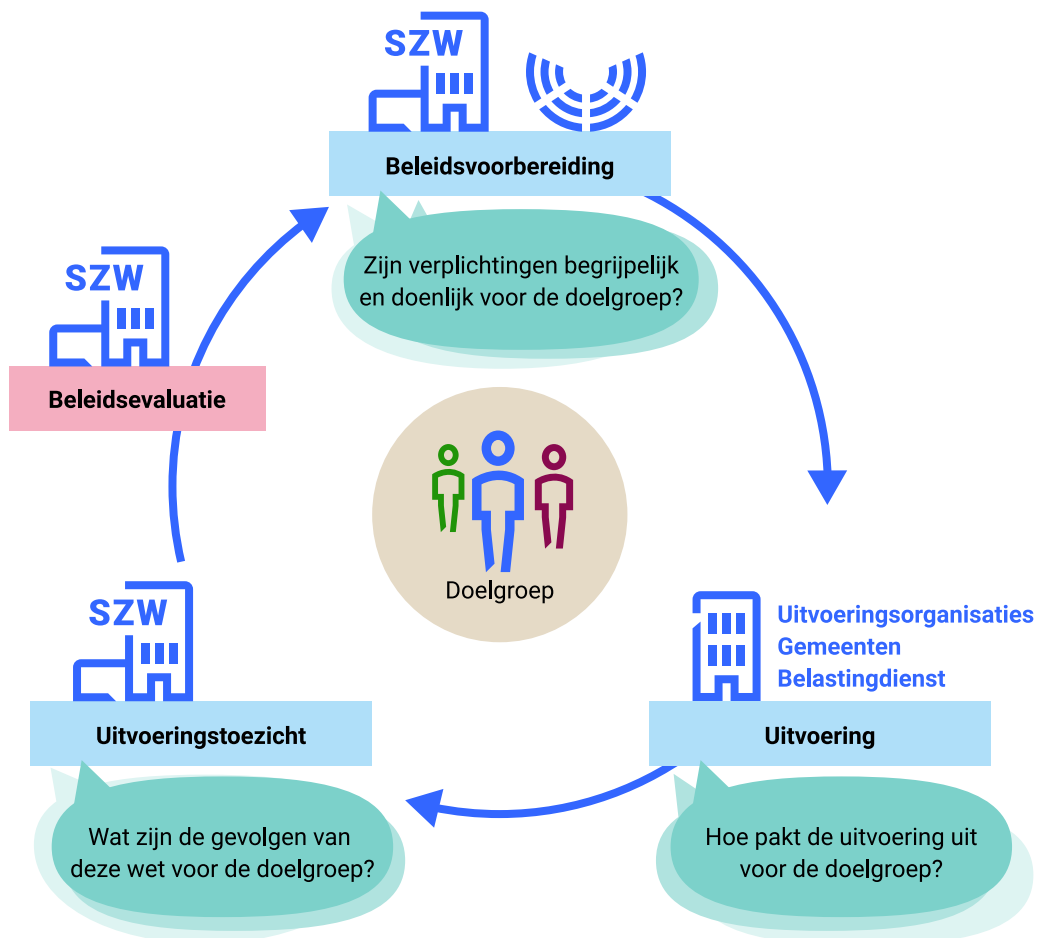 SZW
Beleidsvoorbereiding
Zijn verplichtingen begrijpelijk
en doenlijk voor de doelgroep?
SZW
Beleidsevaluatie
Doelgroep
SZW
Uitvoeringstoezicht
Wat zijn de gevolgen van
deze wet voor de doelgroep?
Uitvoeringsorganisaties
Gemeenten
Belastingdienst
Uitvoering
Hoe pakt de uitvoering uit
voor de doelgroep?